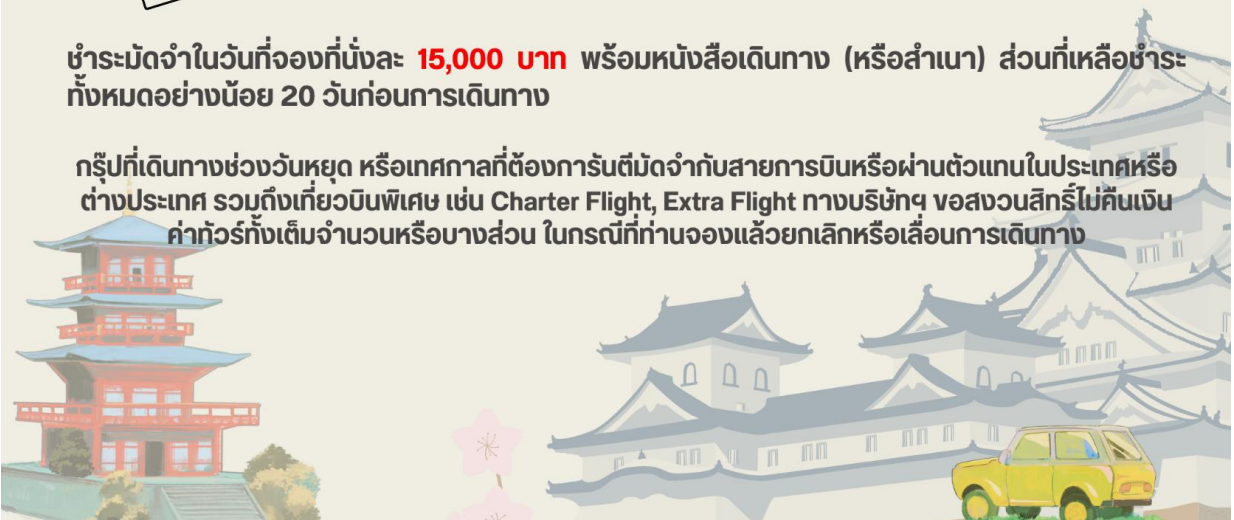 ชำระมัดจำในวันที่จองที่นั่งละ 15,000 บาท พร้อมหนังสือเดินทาง (หรือสำเนา) ส่วนที่เหลือชำระ
ทั้งหมดอย่างน้อย 20 วันก่อนการเดินทาง
กรุ๊ปที่เดินทางช่วงวันหยุด หรือเทศกาลที่ต้องการันตีมัดจำกับสายการบินหรือผ่านตัวแทนในประเทศหรือ
ต่างประเทศ รวมถึงเที่ยวบินพิเศษ เช่น Charter Flight, Extra Flight ทางบริษัทฯ ขอสงวนสิทธิ์ไม่คืนเงิน
ค่าทัวร์ทั้งเต็มจำนวนหรือบางส่วน ในกรณีที่ท่านจองแล้วยกเลิกหรือเลื่อนการเดินทาง